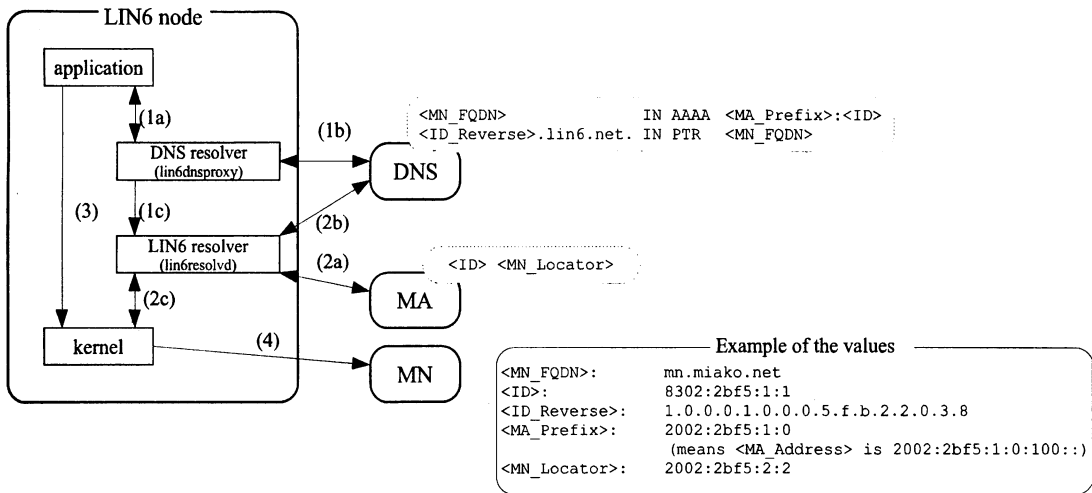 LIN6 node
application
(1a)
<MN_FQDN> IN AAAA <MA_Prefix>:<ID>
<ID_Reverse>.lin6.net. IN PTR <MN_FQDN>
(1b)
DNS resolver
(lin6dnsproxy)
DNS
(3)
(1c)
(2b)
LIN6 resolver
(lin6resolvd)
(2a)
<ID> <MN_Locator>
MA
(2c)
kernel
(4)
MN
Example of the values
<MN_FQDN>: mn.miako.net
<ID>: 8302:2bf5:1:1
<ID_Reverse>: 1.0.0.0.1.0.0.0.5.f.b.2.2.0.3.8
<MA_Prefix>: 2002:2bf5:1:0
(means <MA_Address> is 2002:2bf5:1:0:100::)
<MN_Locator>: 2002:2bf5:2:2